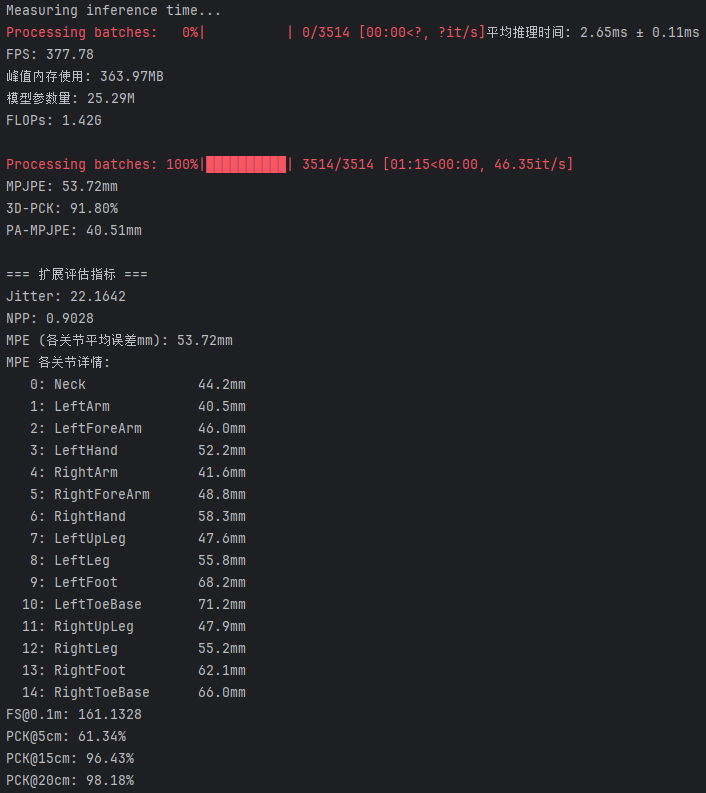 Measuring inference time...
Processing batches:   0%|          | 0/3514 [00:00<?, ?it/s]平均推理时间: 2.65ms ± 0.11ms
FPS: 377.78
峰值内存使用: 363.97MB
模型参数量: 25.29M
FLOPs: 1.42G
Processing batches: 100%|██████████| 3514/3514 [01:15<00:00, 46.35it/s]
MPJPE: 53.72mm
3D-PCK: 91.80%
PA-MPJPE: 40.51mm
=== 扩展评估指标 ===
Jitter: 22.1642
NPP: 0.9028
MPE (各关节平均误差mm): 53.72mm
MPE 各关节详情:
0: Neck 44.2mm
1: LeftArm 40.5mm
2: LeftForeArm 46.0mm
3: LeftHand 52.2mm
4: RightArm 41.6mm
5: RightForeArm 48.8mm
6: RightHand 58.3mm
7: LeftUpLeg 47.6mm
8: LeftLeg 55.8mm
9: LeftFoot 68.2mm
10: LeftToeBase 71.2mm
11: RightUpLeg 47.9mm
12: RightLeg 55.2mm
13: RightFoot 62.1mm
14: RightToeBase 66.0mm
FS@0.1m: 161.1328
PCK@5cm: 61.34%
PCK@15cm: 96.43%
PCK@20cm: 98.18%